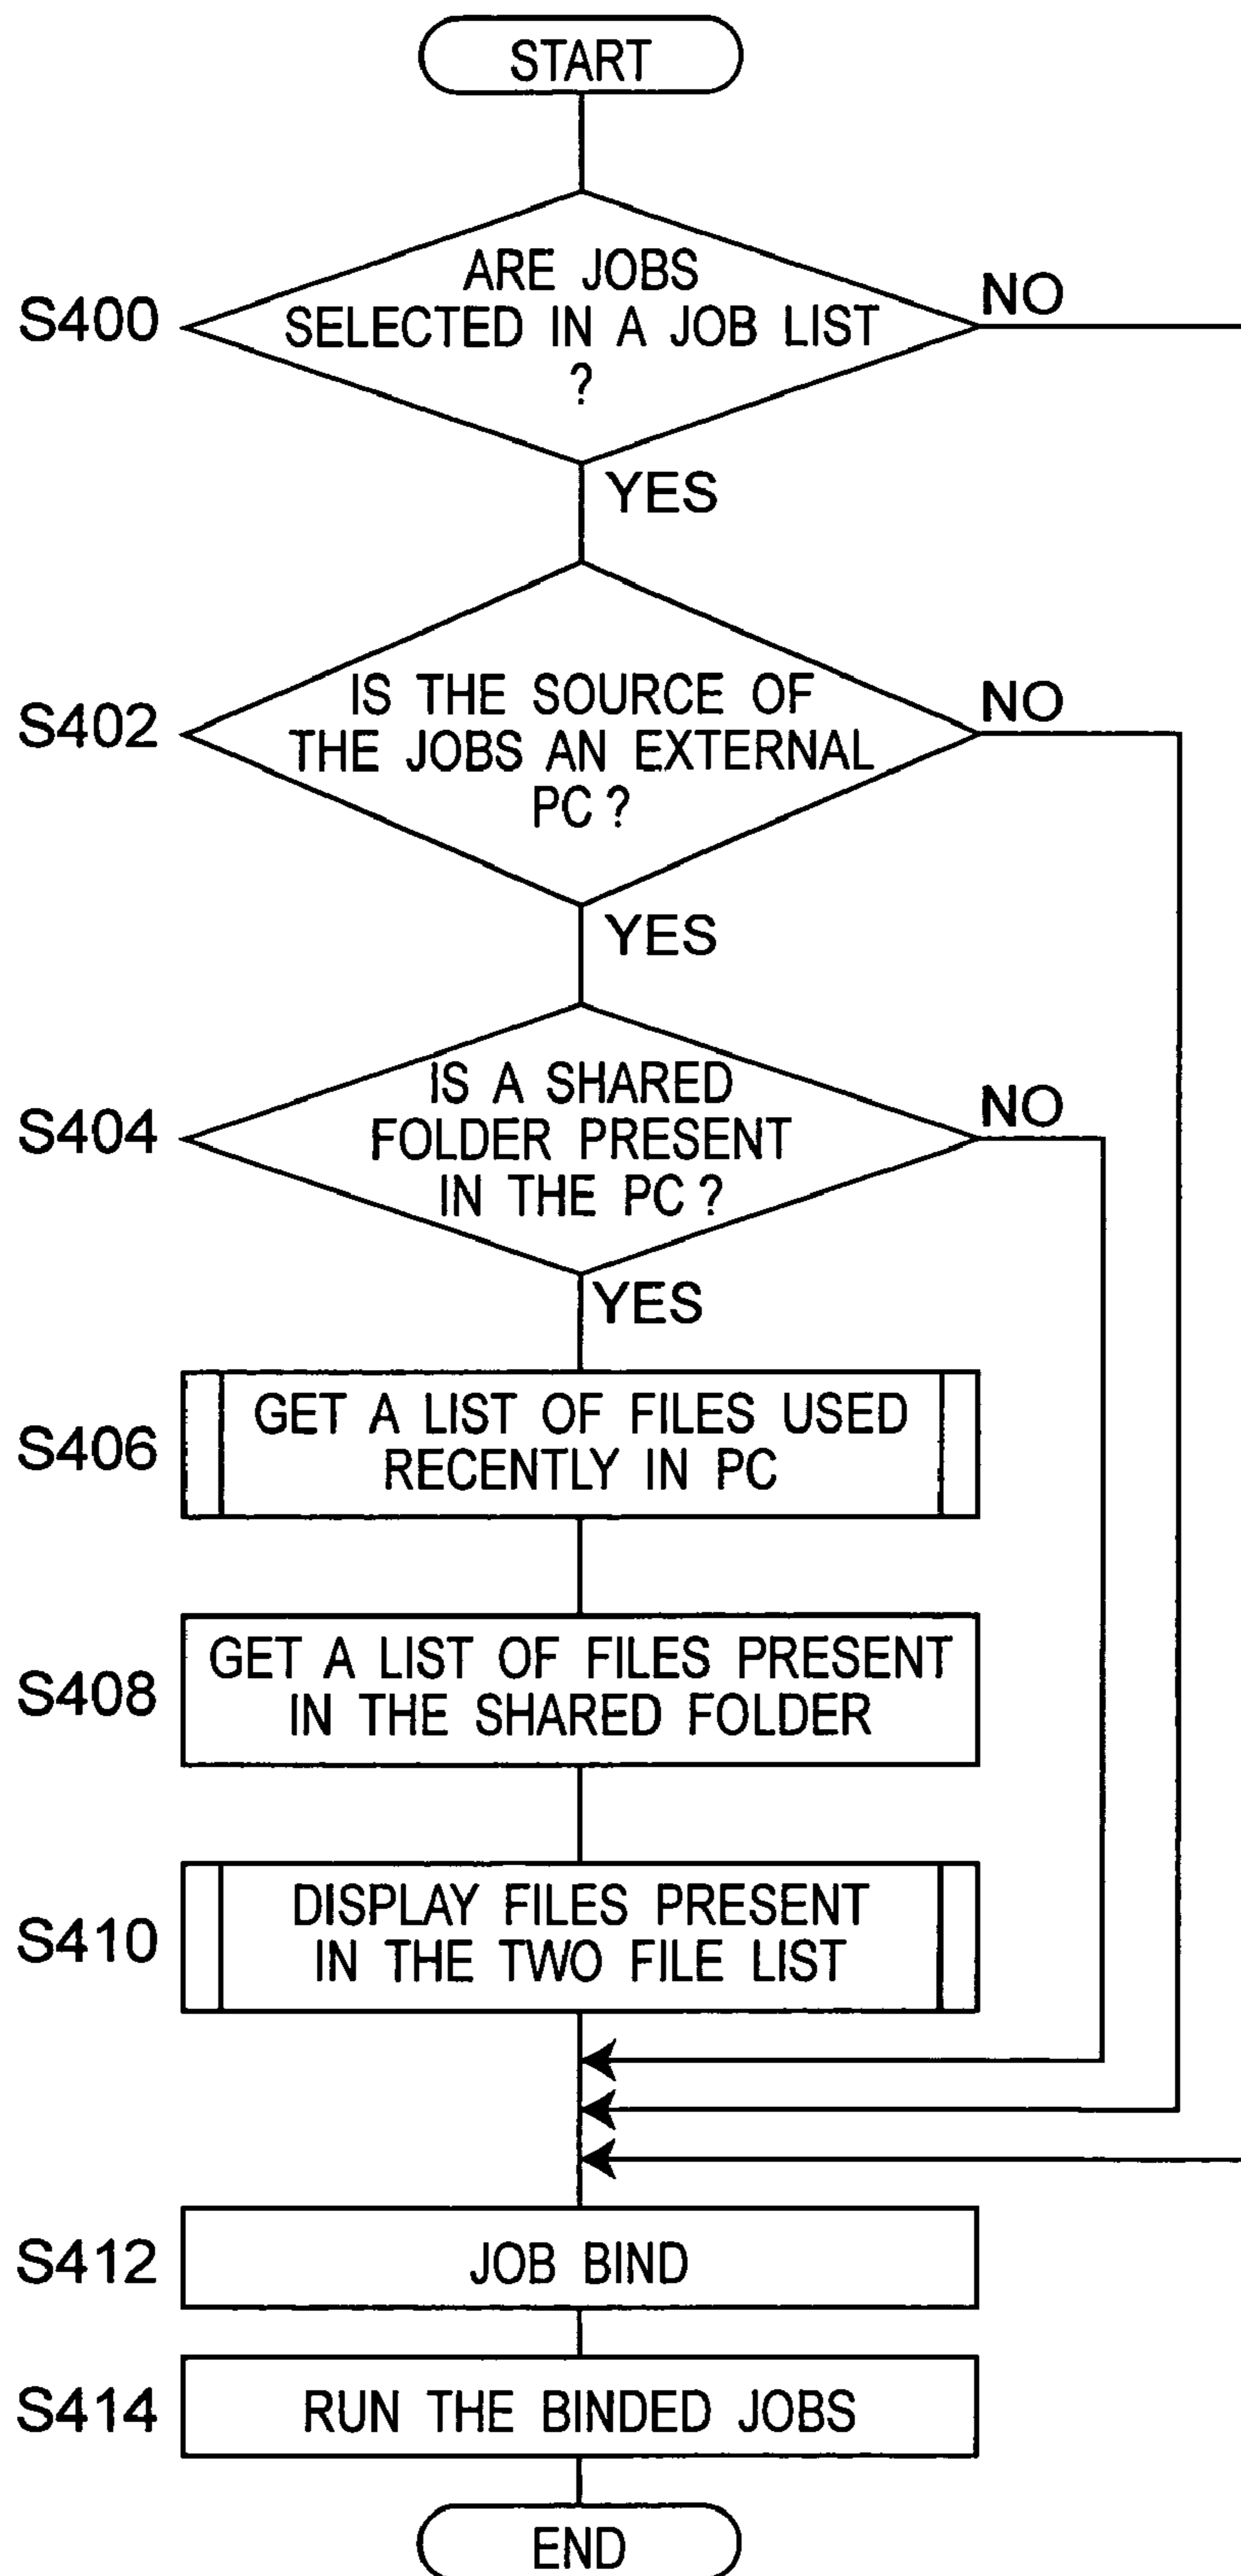 START
ARE JOBS
S400
SELECTED IN A JOB LIST
?
NO
YES
IS THE SOURCE OF
S402
THE JOBS AN EXTERNAL
PC?
NO
YES
IS A SHARED
S404
FOLDER PRESENT
IN THE PC?
NO
YES
S406
GET A LIST OF FILES USED
RECENTLY IN PC
S408
GET A LIST OF FILES PRESENT
IN THE SHARED FOLDER
S410
DISPLAY FILES PRESENT
IN THE TWO FILE LIST
S412
JOB BIND
S414
RUN THE BINDED JOBS
END